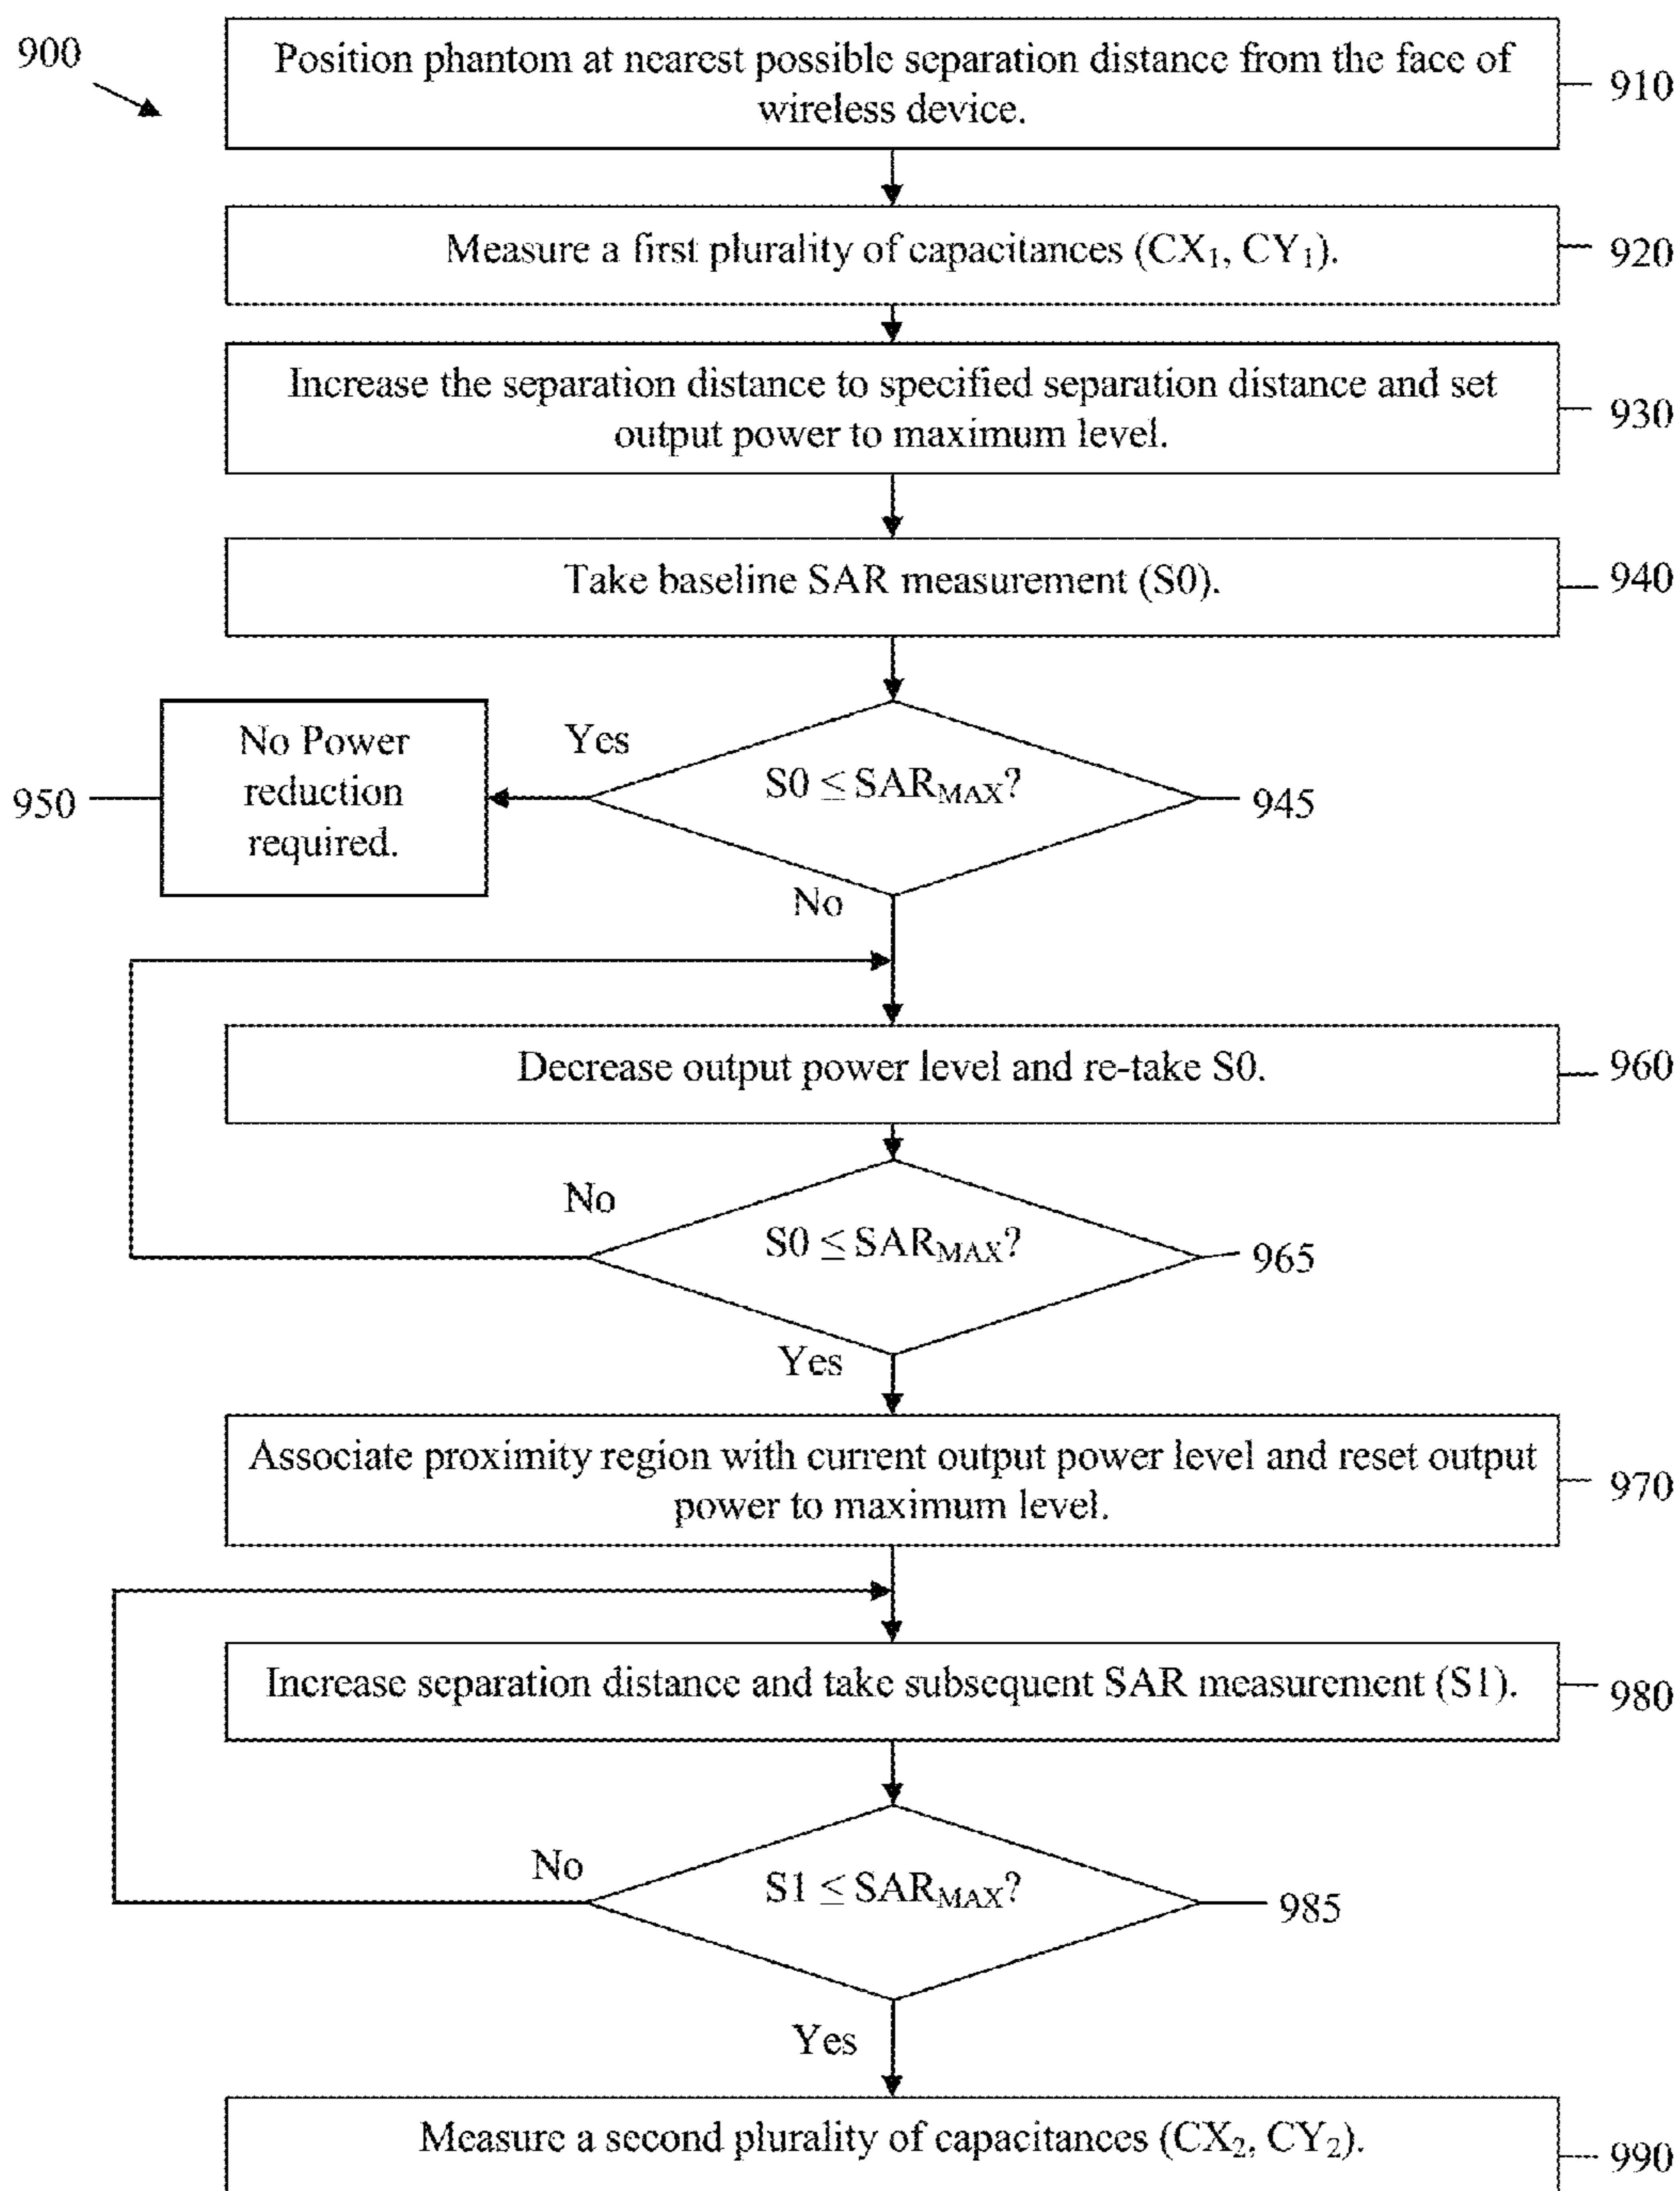 900
Position phantom at nearest possible separation distance from the face of
wireless device.
910
Measure a first plurality of capacitances (CX₁, CY₁).
920
Increase the separation distance to specified separation distance and set
output power to maximum level.
930
Take baseline SAR measurement (S0).
940
No Power
reduction
required.
950
Yes
S0 ≤ SAR_MAX?
945
No
Decrease output power level and re-take S0.
960
No
S0 ≤ SAR_MAX?
965
Yes
Associate proximity region with current output power level and reset output
power to maximum level.
970
Increase separation distance and take subsequent SAR measurement (S1).
980
No
S1 ≤ SAR_MAX?
985
Yes
Measure a second plurality of capacitances (CX₂, CY₂).
990